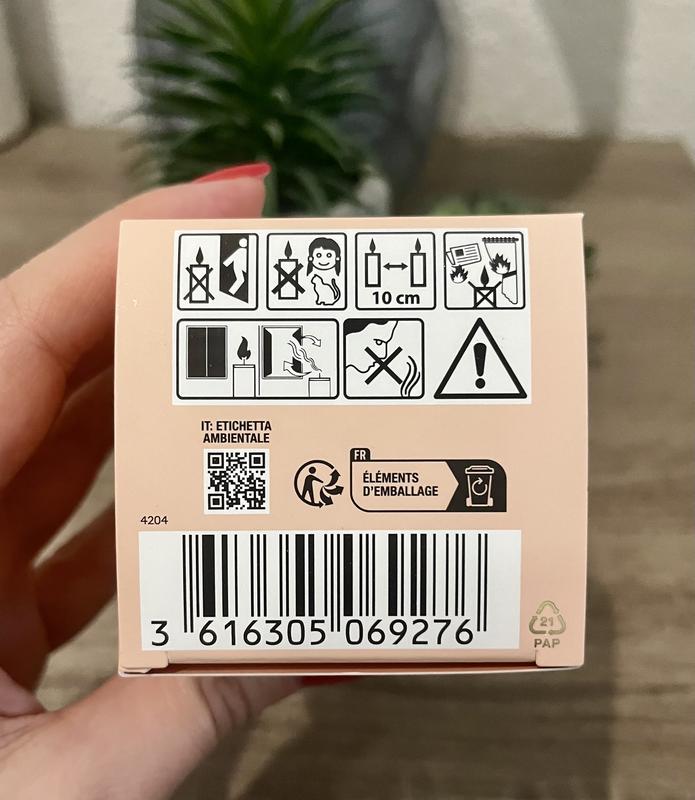 10 cm
IT: ETICHETTA
AMBIENTALE
FR
ÉLÉMENTS
D'EMBALLAGE
4204
3 616305 069276
21
PAP